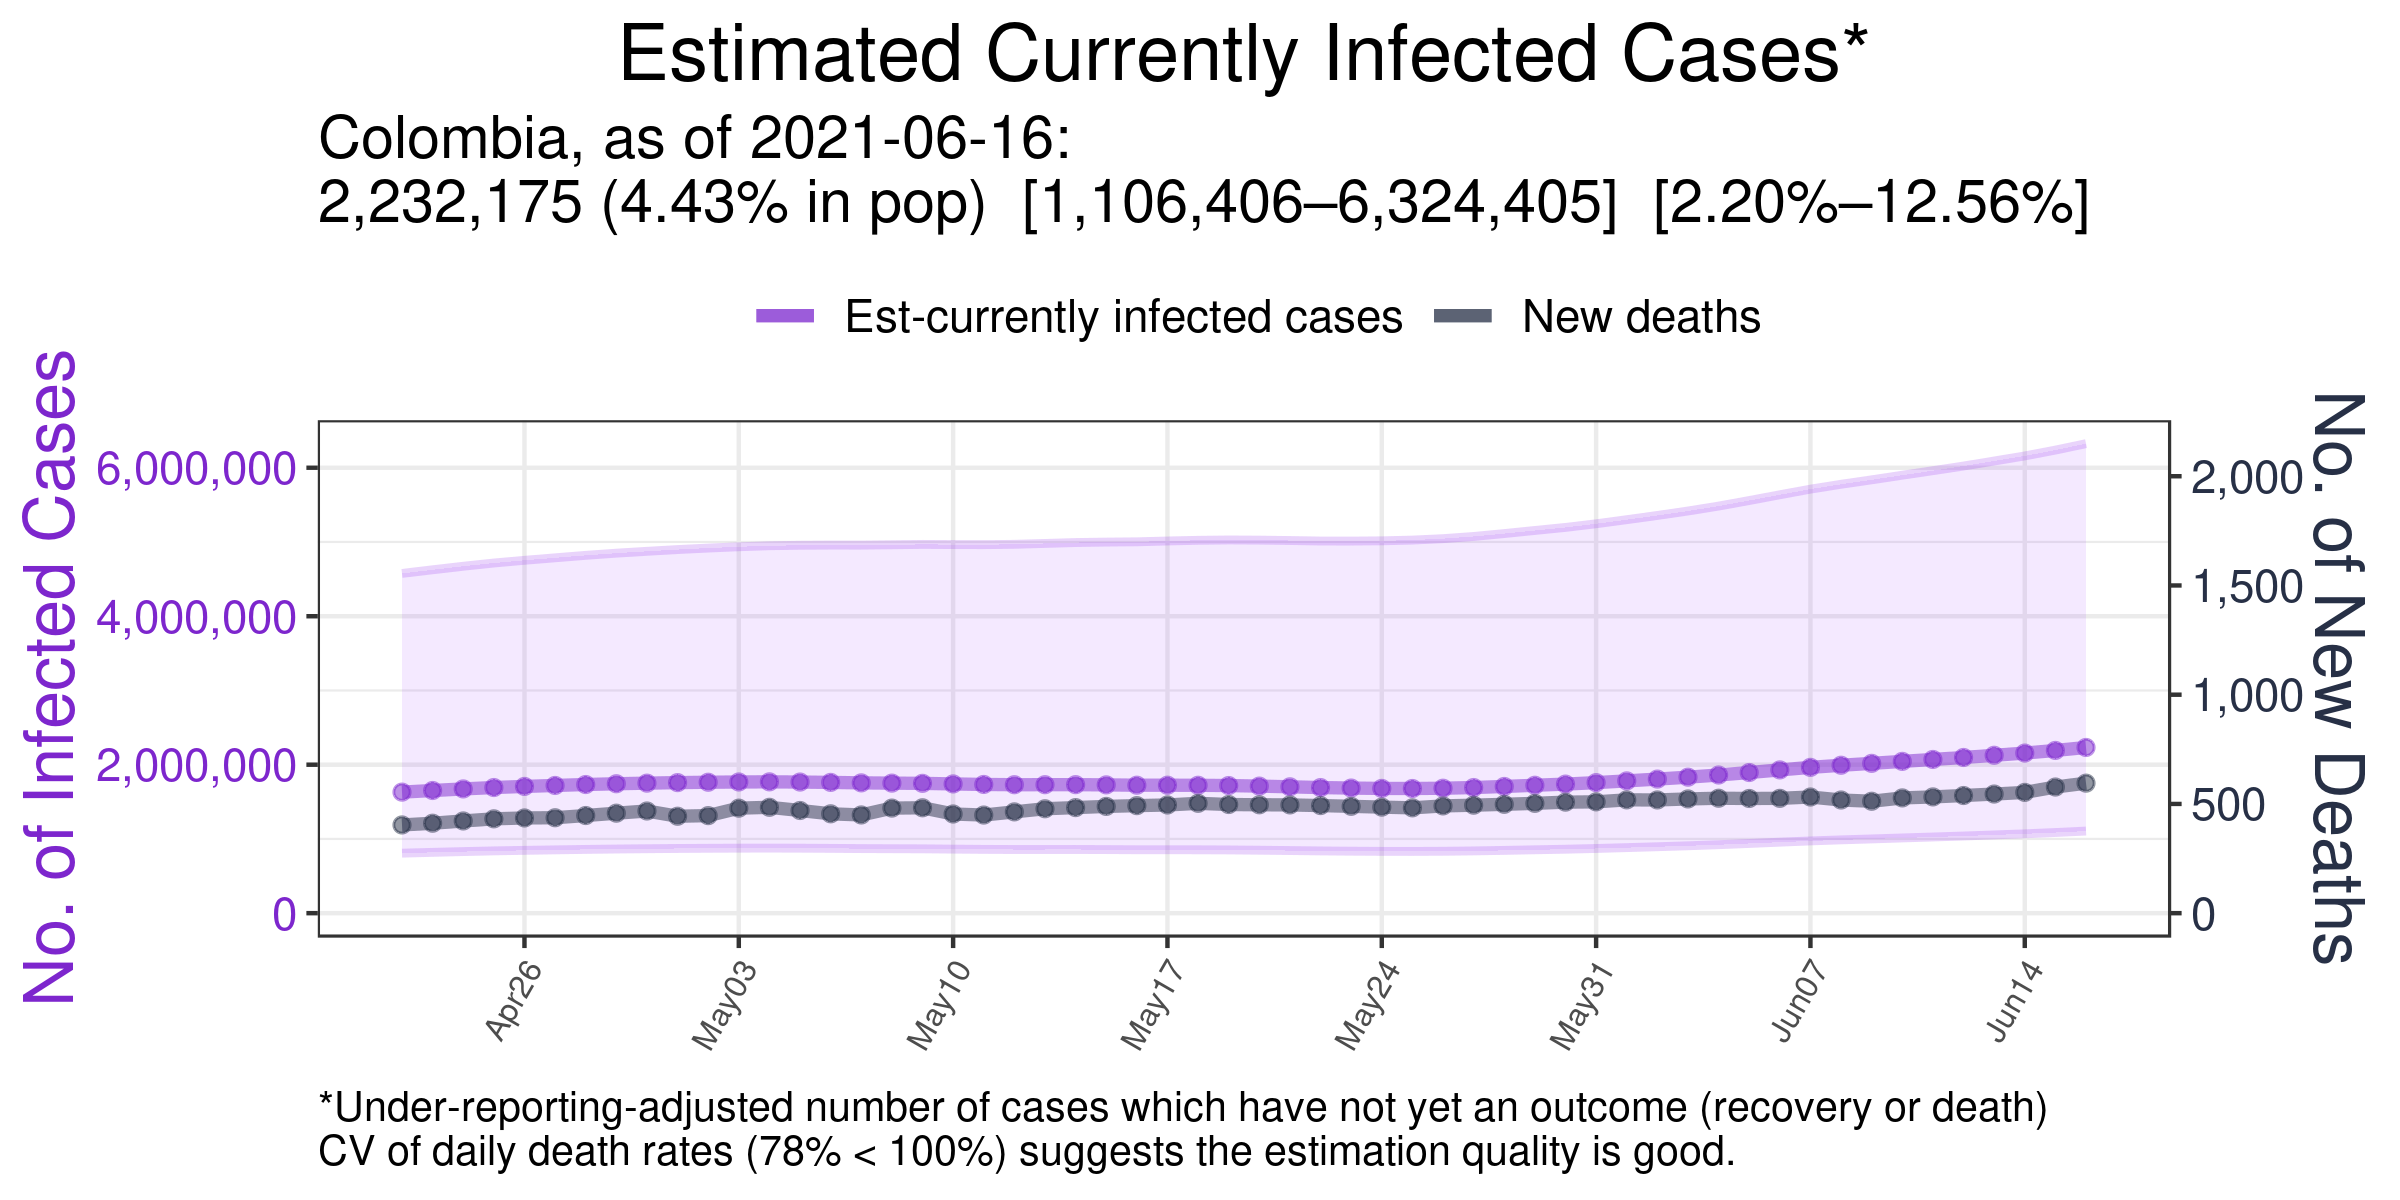 Estimated Currently Infected Cases*
Colombia, as of 2021-06-16:
2,232,175 (4.43% in pop)  [1,106,406–6,324,405]  [2.20%–12.56%]
Est-currently infected cases
New deaths
No. of Infected Cases
6,000,000
4,000,000
2,000,000
0
2,000
1,500
1,000
500
0
No. of New Deaths
Apr26
May03
May10
May17
May24
May31
Jun07
Jun14
*Under-reporting-adjusted number of cases which have not yet an outcome (recovery or death)
CV of daily death rates (78% < 100%) suggests the estimation quality is good.